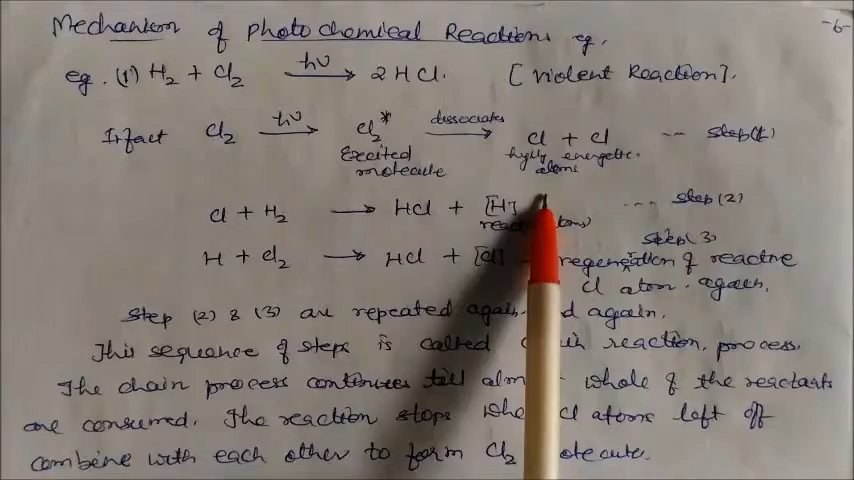 Mechanism of Photochemical Reactions eg.
-6-
eg. (1) H2 + Cl2 hν → 2HCl. [Violent Reaction].
Infact Cl2 hν → Cl2* dissociates → Cl + Cl --- Step(1)
Excited molecule
highly energetic atoms
Cl + H2 → HCl + [H] --- Step (2)
Step (3)
H + Cl2 → HCl + [Cl] regeneration of reactive
Cl atom again.
Step (2) & (3) are repeated again and again.
This sequence of steps is called chain reaction process.
The chain process continues till almost whole of the reactants
are consumed. The reaction stops when Cl atoms left off
combine with each other to form Cl2 molecule.